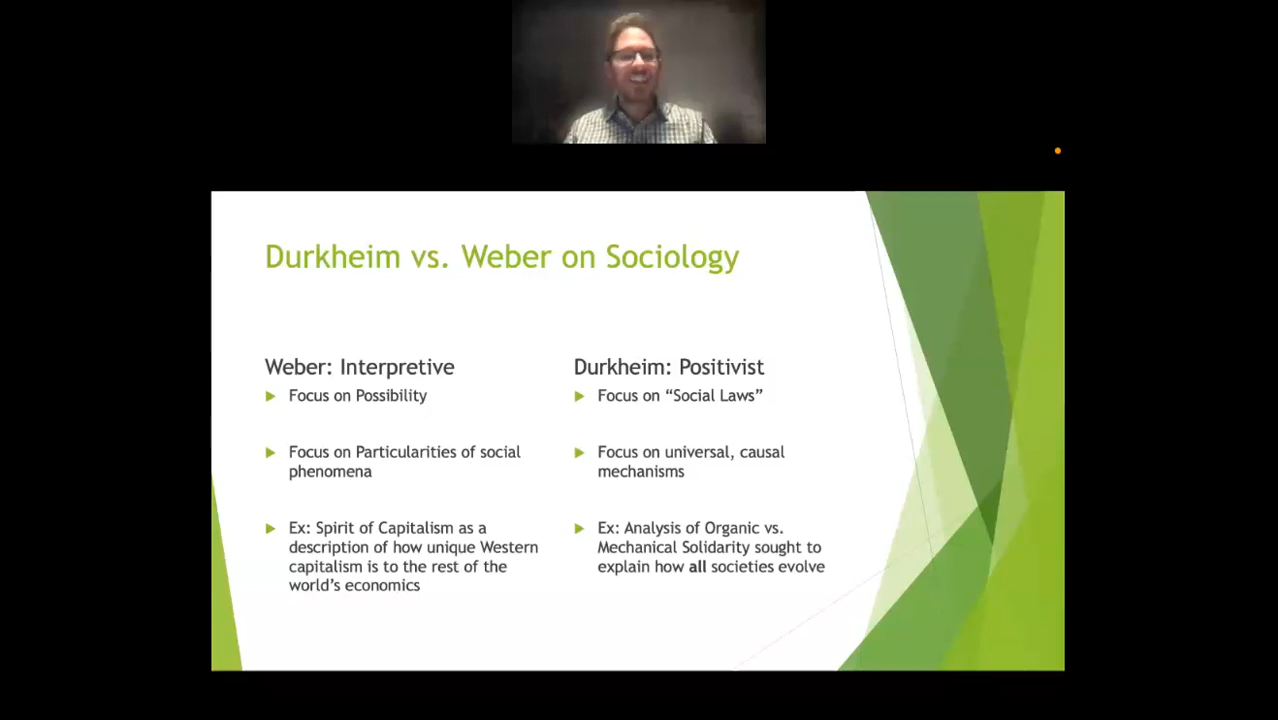 Durkheim vs. Weber on Sociology
Weber: Interpretive
Focus on Possibility
Focus on Particularities of social
phenomena
Ex: Spirit of Capitalism as a
description of how unique Western
capitalism is to the rest of the
world’s economics
Durkheim: Positivist
Focus on “Social Laws”
Focus on universal, causal
mechanisms
Ex: Analysis of Organic vs.
Mechanical Solidarity sought to
explain how all societies evolve